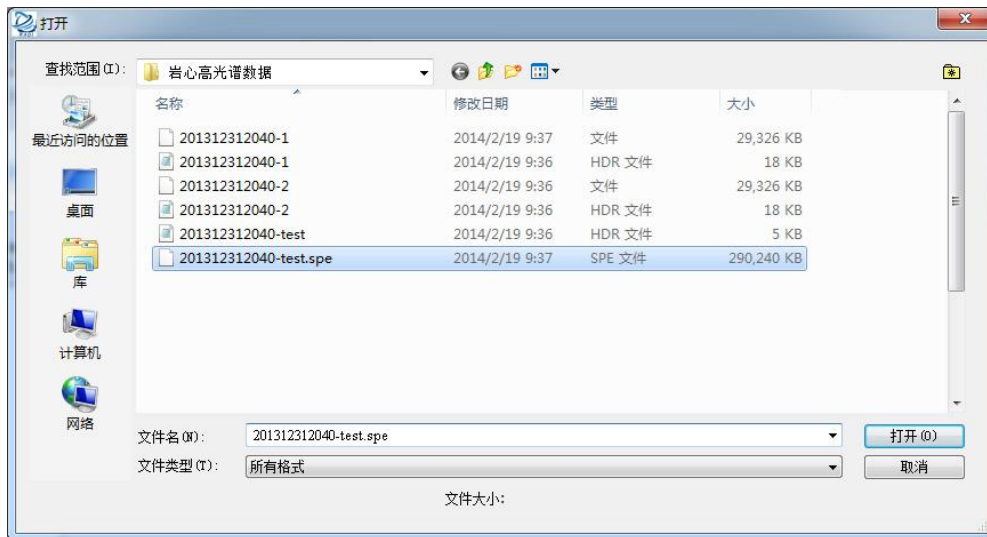 打开
查找范围(I): 岩心高光谱数据
名称 修改日期 类型 大小
201312312040-1 2014/2/19 9:37 文件 29,326 KB
201312312040-1 2014/2/19 9:36 HDR 文件 18 KB
201312312040-2 2014/2/19 9:36 文件 29,326 KB
201312312040-2 2014/2/19 9:36 HDR 文件 18 KB
201312312040-test 2014/2/19 9:36 HDR 文件 5 KB
201312312040-test.spe 2014/2/19 9:37 SPE 文件 290,240 KB
最近访问的位置
桌面
库
计算机
网络
文件名(N): 201312312040-test.spe 打开(O)
文件类型(T): 所有格式 取消
文件大小: